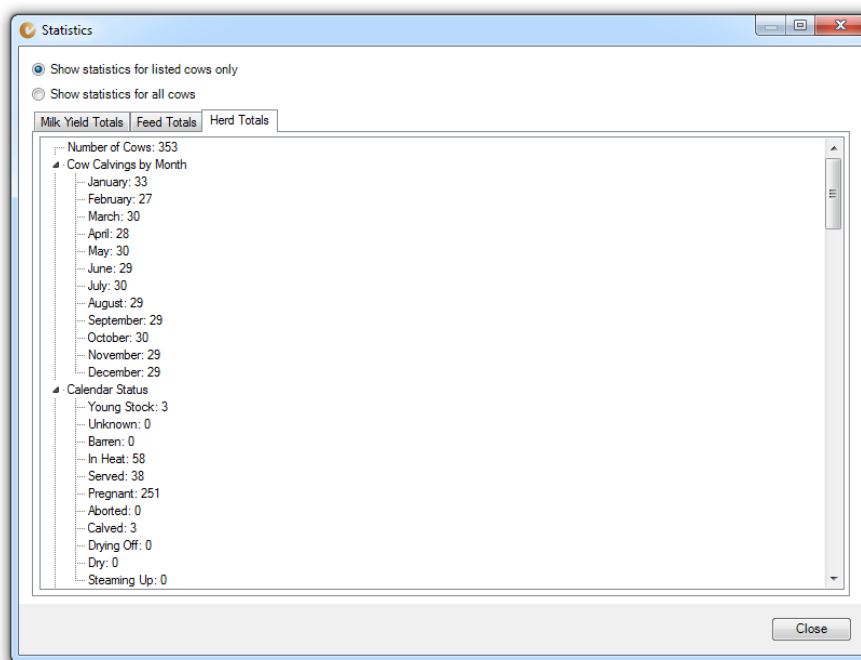 Statistics
Show statistics for listed cows only
Show statistics for all cows
Milk Yield Totals Feed Totals Herd Totals
Number of Cows: 353
Cow Calvings by Month
January: 33
February: 27
March: 30
April: 28
May: 30
June: 29
July: 30
August: 29
September: 29
October: 30
November: 29
December: 29
Calendar Status
Young Stock: 3
Unknown: 0
Barren: 0
In Heat: 58
Served: 38
Pregnant: 251
Aborted: 0
Calved: 3
Drying Off: 0
Dry: 0
Steaming Up: 0
Close